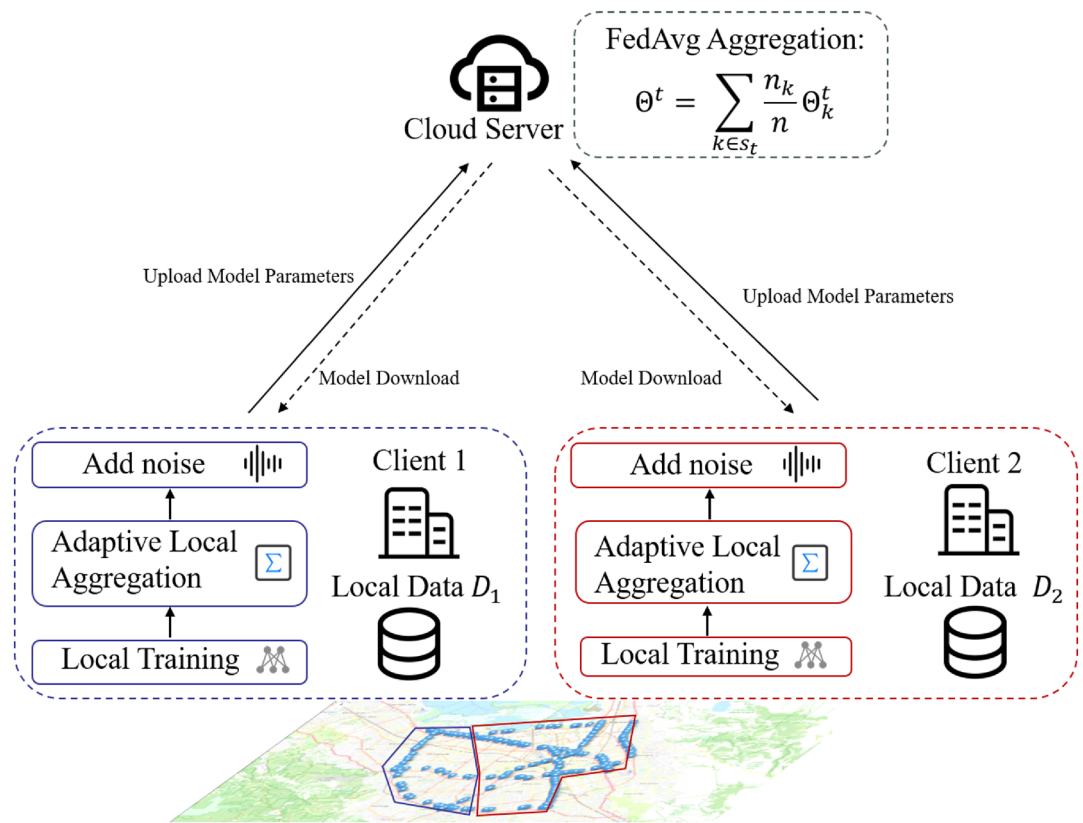 FedAvg Aggregation:
Θ^t = ∑_{k∈s_t} n_k/n Θ_k^t
Cloud Server
Upload Model Parameters
Upload Model Parameters
Model Download
Model Download
Add noise
Client 1
Adaptive Local
Aggregation
Σ
Local Data D_1
Local Training
Add noise
Client 2
Adaptive Local
Aggregation
Σ
Local Data D_2
Local Training